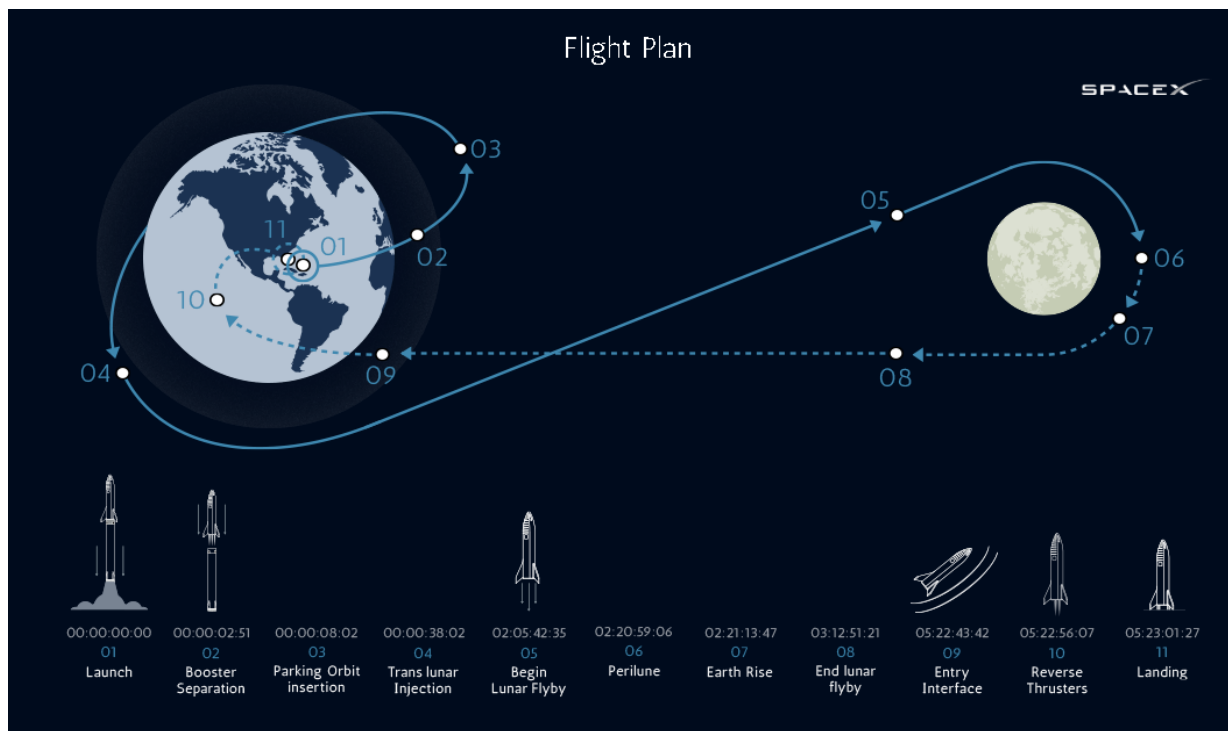 Flight Plan
SPACEX
03
11
01
02
10
04
09
05
06
07
08
00:00:00:00
01
Launch
00:00:02:51
02
Booster
Separation
00:00:08:02
03
Parking Orbit
insertion
00:00:38:02
04
Trans lunar
Injection
02:05:42:35
05
Begin
Lunar Flyby
02:20:59:06
06
Perilune
02:21:13:47
07
Earth Rise
03:12:51:21
08
End lunar
flyby
05:22:43:42
09
Entry
Interface
05:22:56:07
10
Reverse
Thrusters
05:23:01:27
11
Landing